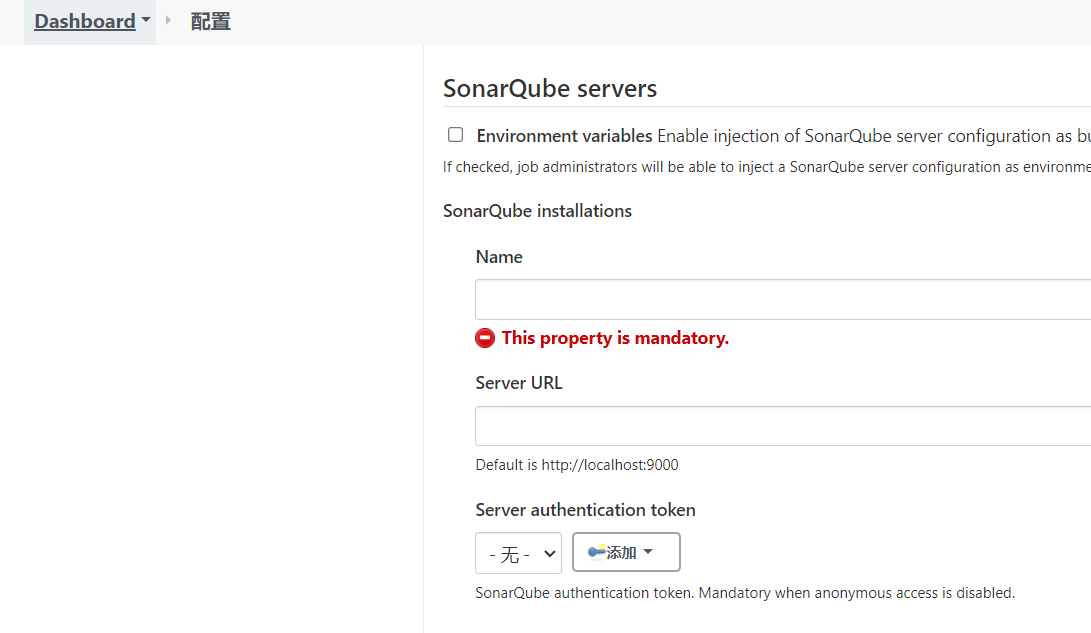 Dashboard 配置
SonarQube servers
Environment variables Enable injection of SonarQube server configuration as
If checked, job administrators will be able to inject a SonarQube server configuration as
SonarQube installations
Name
This property is mandatory.
Server URL
Default is http://localhost:9000
Server authentication token
- 无 - 添加
SonarQube authentication token. Mandatory when anonymous access is disabled.